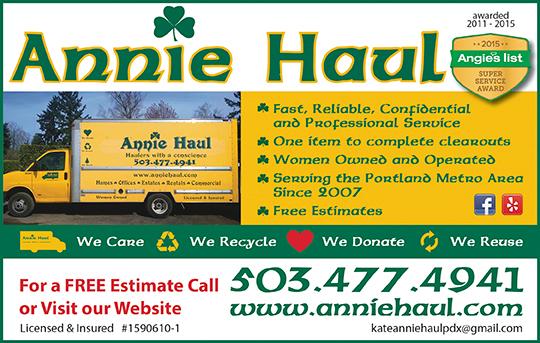 Annie Haul
awarded
2011 - 2015
2015
Angie's list
SUPER
SERVICE
AWARD
Annie Haul
Haulers with a conscience
503-477-4941
www.anniehaul.com
Homes • Offices • Estates • Rentals • Commercial
Women Owned
Licensed & Insured
Fast, Reliable, Confidential
and Professional Service
One item to complete clearouts
Women Owned and Operated
Serving the Portland Metro Area
Since 2007
Free Estimates
Annie Haul
We Care
We Recycle
We Donate
We Reuse
For a FREE Estimate Call
or Visit our Website
503.477.4941
www.anniehaul.com
Licensed & Insured #1590610-1
kateanniehaulpdx@gmail.com